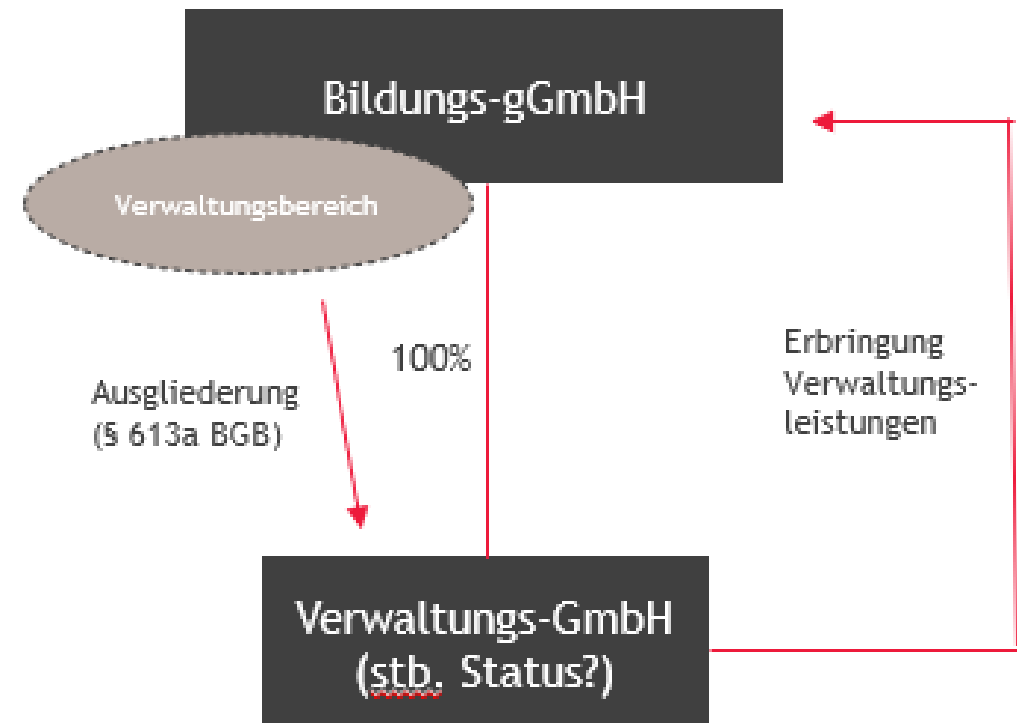 Bildungs-gGmbH
Verwaltungsbereich
100%
Ausgliederung
(§ 613a BGB)
Erbringung
Verwaltungs-
leistungen
Verwaltungs-GmbH
(stb. Status?)